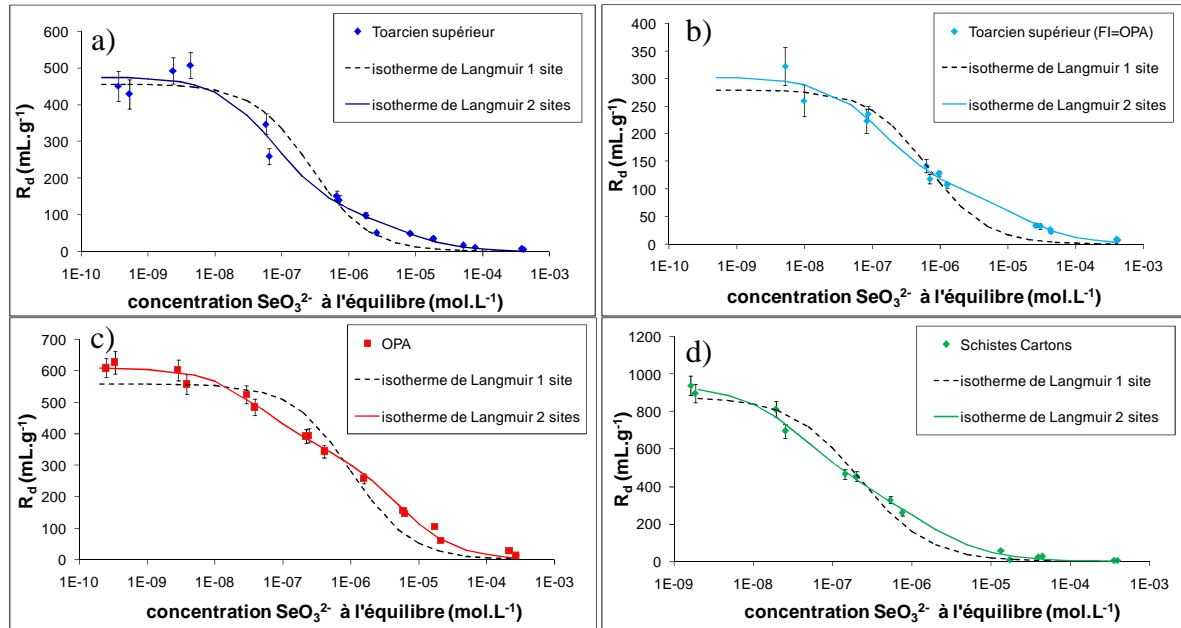 a)
Toarcien supérieur
isotherme de Langmuir 1 site
isotherme de Langmuir 2 sites
600
500
400
300
200
100
0
Rd (mL.g-1)
1E-10 1E-09 1E-08 1E-07 1E-06 1E-05 1E-04 1E-03
concentration SeO32- à l'équilibre (mol.L-1)
b)
Toarcien supérieur (FI=OPA)
isotherme de Langmuir 1 site
isotherme de Langmuir 2 sites
400
350
300
250
200
150
100
50
0
Rd (mL.g-1)
1E-10 1E-09 1E-08 1E-07 1E-06 1E-05 1E-04 1E-03
concentration SeO32- à l'équilibre (mol.L-1)
c)
OPA
isotherme de Langmuir 1 site
isotherme de Langmuir 2 sites
700
600
500
400
300
200
100
0
Rd (mL.g-1)
1E-10 1E-09 1E-08 1E-07 1E-06 1E-05 1E-04 1E-03
concentration SeO32- à l'équilibre (mol.L-1)
d)
Schistes Cartons
isotherme de Langmuir 1 site
isotherme de Langmuir 2 sites
1200
1000
800
600
400
200
0
Rd (mL.g-1)
1E-09 1E-08 1E-07 1E-06 1E-05 1E-04 1E-03
concentration SeO32- à l'équilibre (mol.L-1)